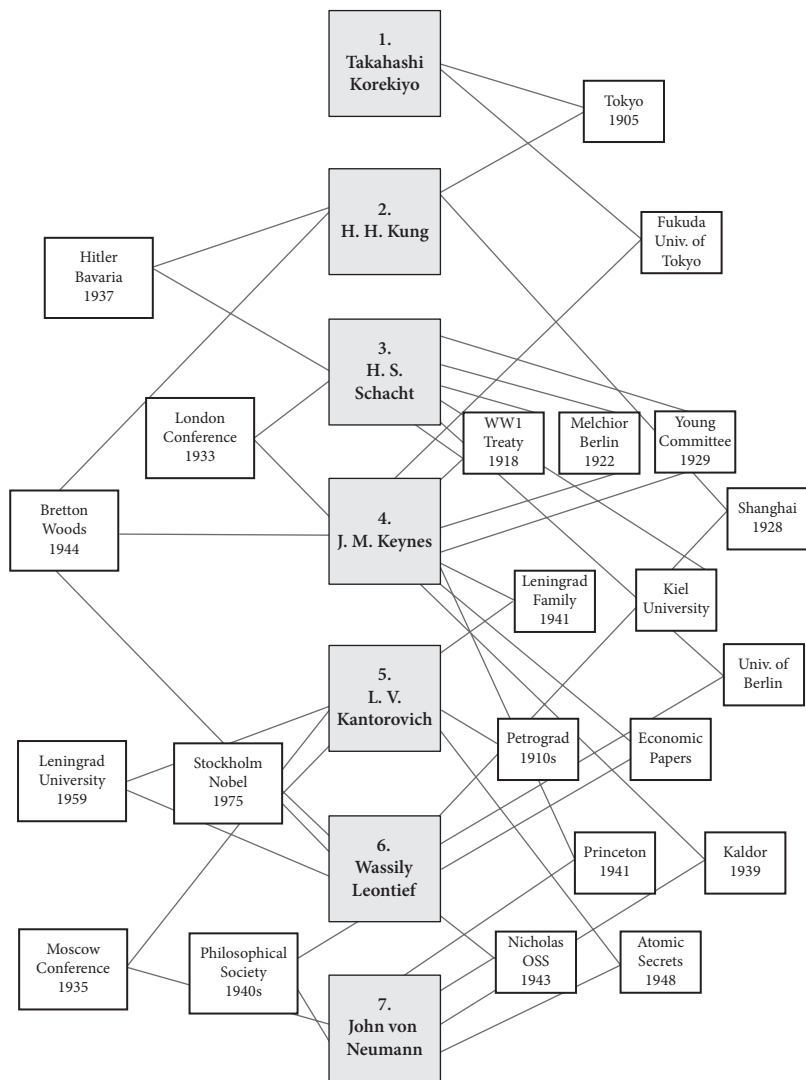 1.
Takahashi
Korekiyo
Tokyo
1905
2.
H. H. Kung
Fukuda
Univ. of
Tokyo
Hitler
Bavaria
1937
3.
H. S.
Schacht
London
Conference
1933
WW1
Treaty
1918
Melchior
Berlin
1922
Young
Committee
1929
Bretton
Woods
1944
4.
J. M. Keynes
Shanghai
1928
Leningrad
Family
1941
Kiel
University
5.
L. V.
Kantorovich
Univ. of
Berlin
Leningrad
University
1959
Stockholm
Nobel
1975
Petrograd
1910s
Economic
Papers
6.
Wassily
Leontief
Princeton
1941
Kaldor
1939
Moscow
Conference
1935
Philosophical
Society
1940s
Nicholas
OSS
1943
Atomic
Secrets
1948
7.
John von
Neumann